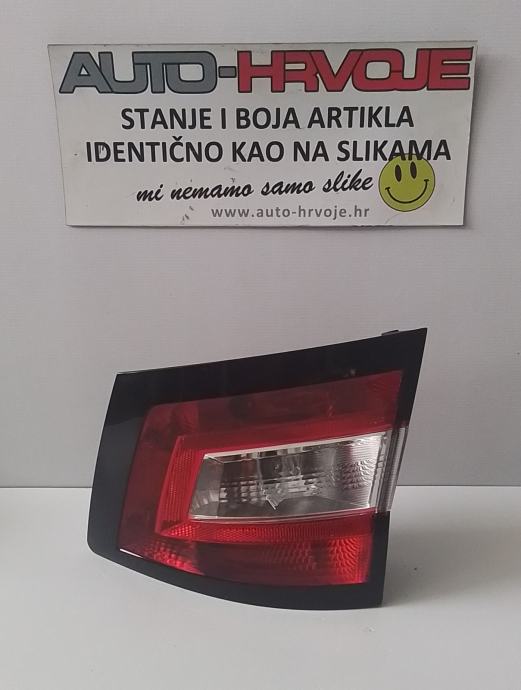 AUTO-HRVOJE
STANJE I BOJA ARTIKLA
IDENTIČNO KAO NA SLIKAMA
mi nemamo samo slike
www.auto-hrvoje.hr